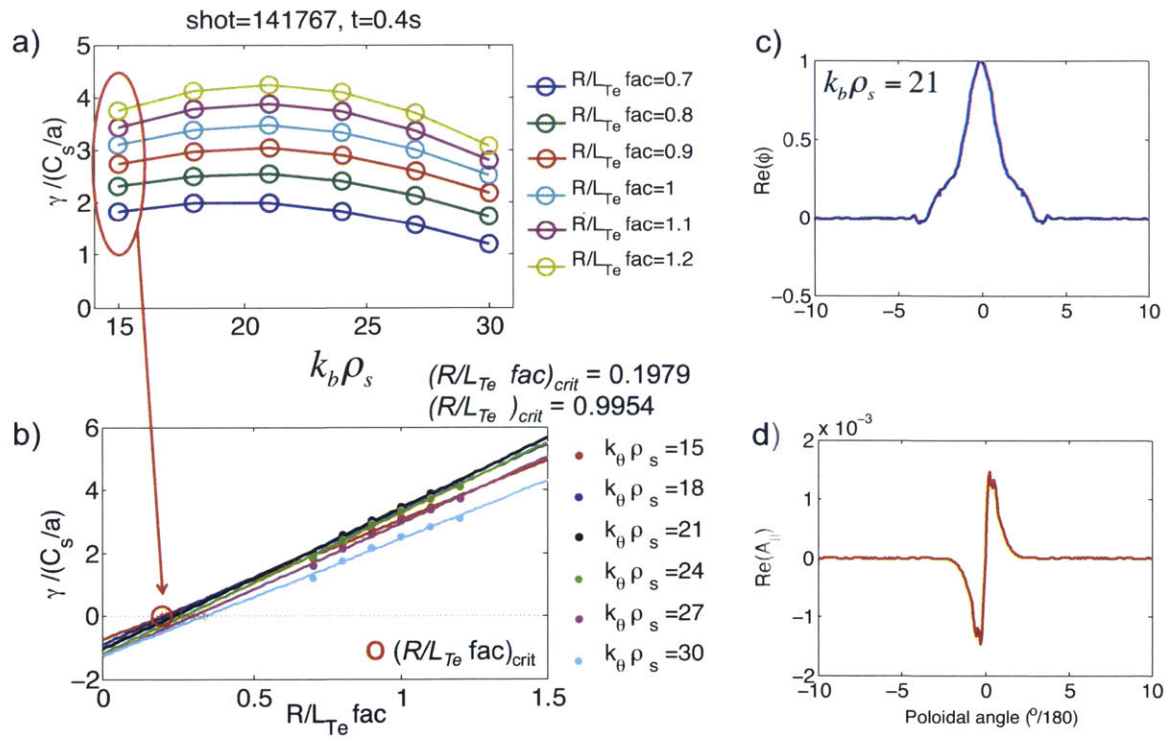 shot=141767, t=0.4s
a)
5
4
3
2
1
0
γ/(C_s/a)
15
20
25
30
k_bρ_s
R/L_Te fac=0.7
R/L_Te fac=0.8
R/L_Te fac=0.9
R/L_Te fac=1
R/L_Te fac=1.1
R/L_Te fac=1.2
(R/L_Te fac)_crit = 0.1979
(R/L_Te )_crit = 0.9954
b)
6
4
2
0
−2
γ/(C_s/a)
0
0.5
1
1.5
R/L_Te fac
O (R/L_Te fac)_crit
k_θ ρ_s =15
k_θ ρ_s =18
k_θ ρ_s =21
k_θ ρ_s =24
k_θ ρ_s =27
k_θ ρ_s =30
c)
1
0.5
0
−0.5
Re(ϕ)
k_bρ_s = 21
−10
−5
0
5
10
d)
2 x 10^−3
1
0
−1
−2
Re(A_||)
−10
−5
0
5
10
Poloidal angle (°/180)